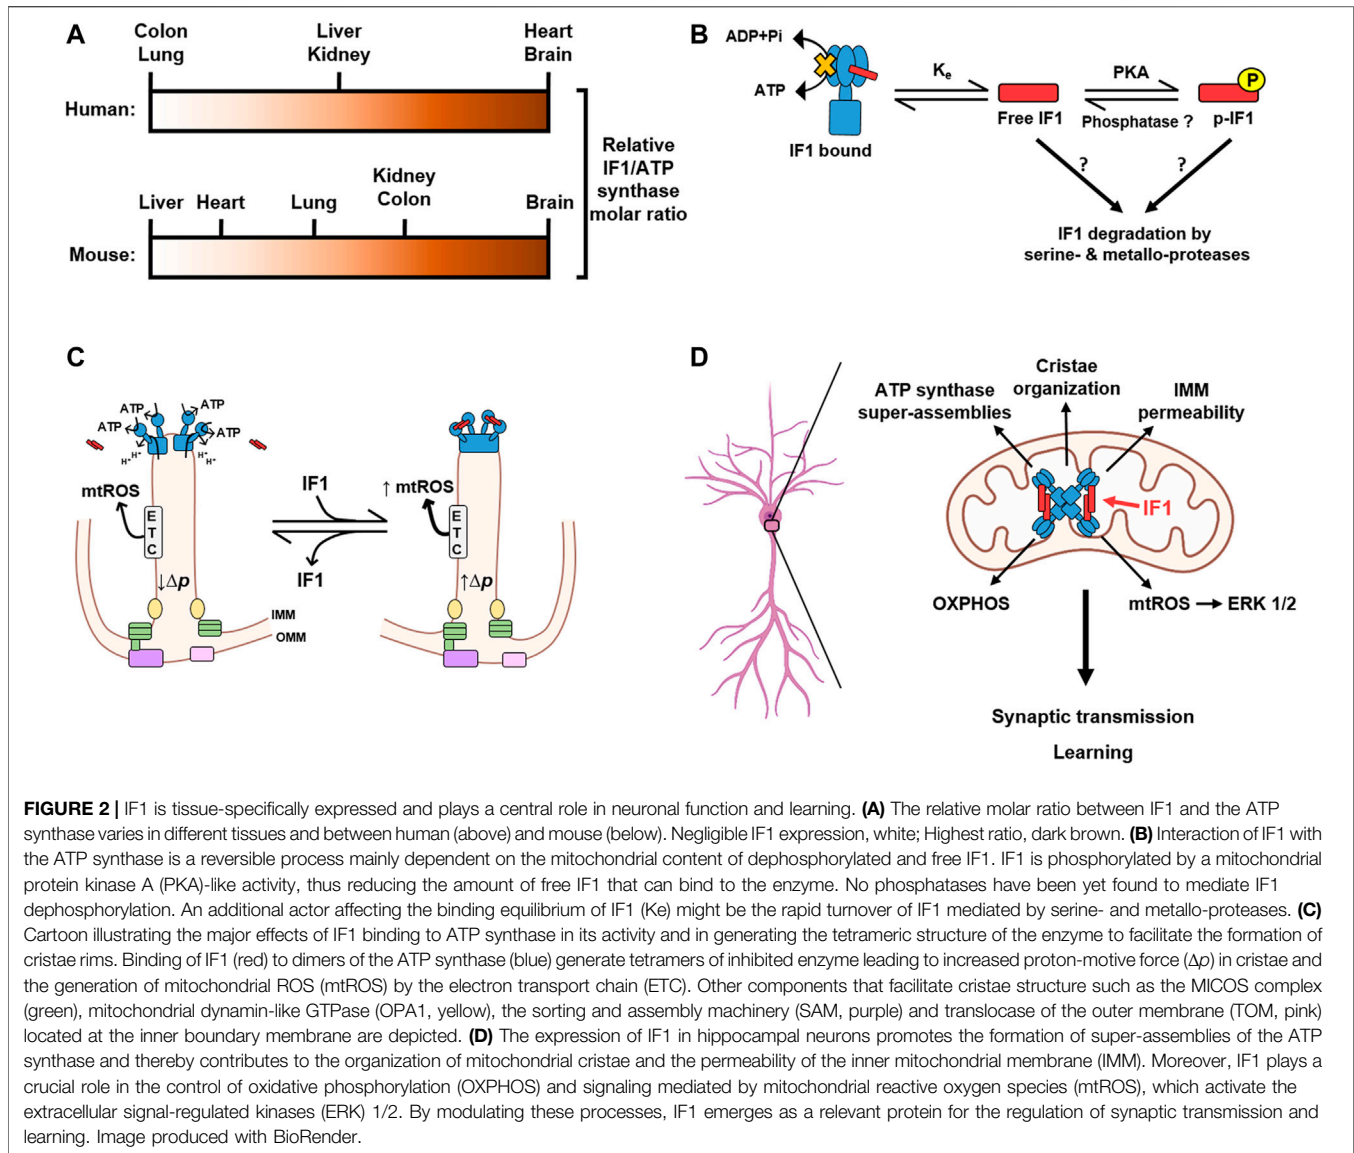 A
Colon
Lung
Liver
Kidney
Heart
Brain
Human:
Liver
Heart
Lung
Kidney
Colon
Brain
Mouse:
Relative
IF1/ATP
synthase
molar ratio
B
ADP+Pi
ATP
IF1 bound
Ke
Free IF1
PKA
Phosphatase ?
P
p-IF1
?
?
IF1 degradation by
serine- & metallo-proteases
C
ATP
ATP
ATP
ATP
H+
H+
H+
H+
mtROS
E
T
C
↓Δp
IF1
IF1
↑ mtROS
E
T
C
↑Δp
IMM
OMM
D
ATP synthase
super-assemblies
Cristae
organization
IMM
permeability
IF1
OXPHOS
mtROS → ERK 1/2
Synaptic transmission
Learning
FIGURE 2 | IF1 is tissue-specifically expressed and plays a central role in neuronal function and learning. (A) The relative molar ratio between IF1 and the ATP
synthase varies in different tissues and between human (above) and mouse (below). Negligible IF1 expression, white; Highest ratio, dark brown. (B) Interaction of IF1 with
the ATP synthase is a reversible process mainly dependent on the mitochondrial content of dephosphorylated and free IF1. IF1 is phosphorylated by a mitochondrial
protein kinase A (PKA)-like activity, thus reducing the amount of free IF1 that can bind to the enzyme. No phosphatases have been yet found to mediate IF1
dephosphorylation. An additional actor affecting the binding equilibrium of IF1 (Ke) might be the rapid turnover of IF1 mediated by serine- and metallo-proteases. (C)
Cartoon illustrating the major effects of IF1 binding to ATP synthase in its activity and in generating the tetrameric structure of the enzyme to facilitate the formation of
cristae rims. Binding of IF1 (red) to dimers of the ATP synthase (blue) generate tetramers of inhibited enzyme leading to increased proton-motive force (Δp) in cristae and
the generation of mitochondrial ROS (mtROS) by the electron transport chain (ETC). Other components that facilitate cristae structure such as the MICOS complex
(green), mitochondrial dynamin-like GTPase (OPA1, yellow), the sorting and assembly machinery (SAM, purple) and translocase of the outer membrane (TOM, pink)
located at the inner boundary membrane are depicted. (D) The expression of IF1 in hippocampal neurons promotes the formation of super-assemblies of the ATP
synthase and thereby contributes to the organization of mitochondrial cristae and the permeability of the inner mitochondrial membrane (IMM). Moreover, IF1 plays a
crucial role in the control of oxidative phosphorylation (OXPHOS) and signaling mediated by mitochondrial reactive oxygen species (mtROS), which activate the
extracellular signal-regulated kinases (ERK) 1/2. By modulating these processes, IF1 emerges as a relevant protein for the regulation of synaptic transmission and
learning. Image produced with BioRender.